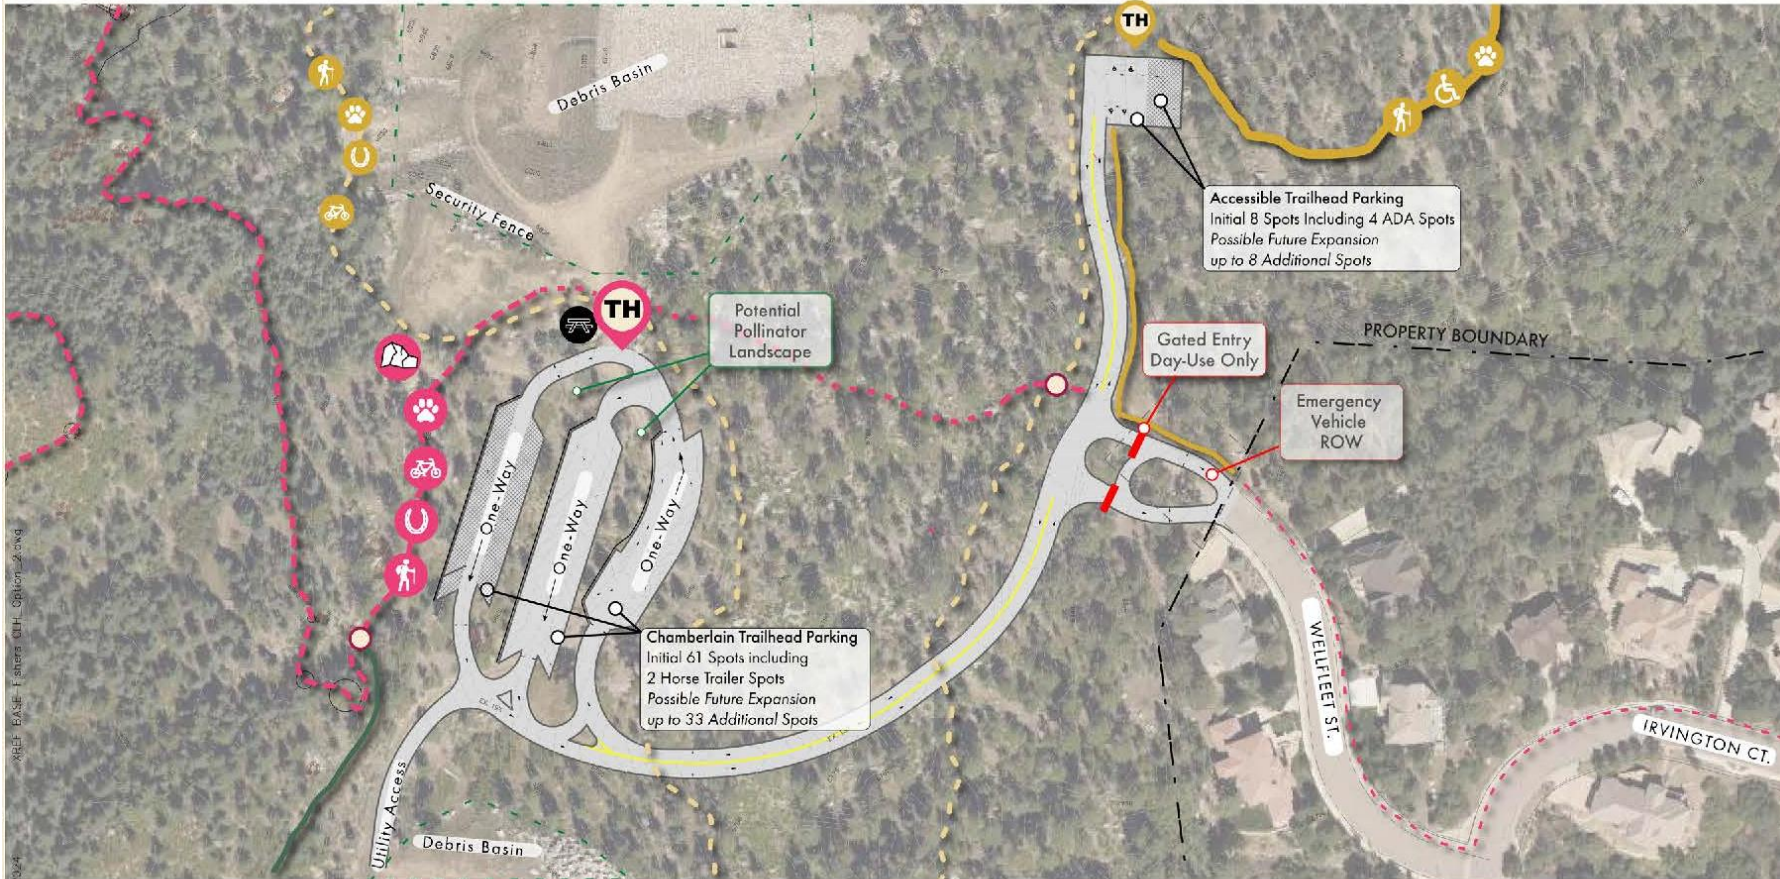 TH
Debris Basin
Security Fence
Accessible Trailhead Parking
Initial 8 Spots Including 4 ADA Spots
Possible Future Expansion
up to 8 Additional Spots
TH
Potential
Pollinator
Landscape
Gated Entry
Day-Use Only
PROPERTY BOUNDARY
Emergency
Vehicle
ROW
One-Way
One-Way
One-Way
Chamberlain Trailhead Parking
Initial 61 Spots including
2 Horse Trailer Spots
Possible Future Expansion
up to 33 Additional Spots
WELLFLEET ST.
IRVINGTON CT.
Utility Access
Debris Basin